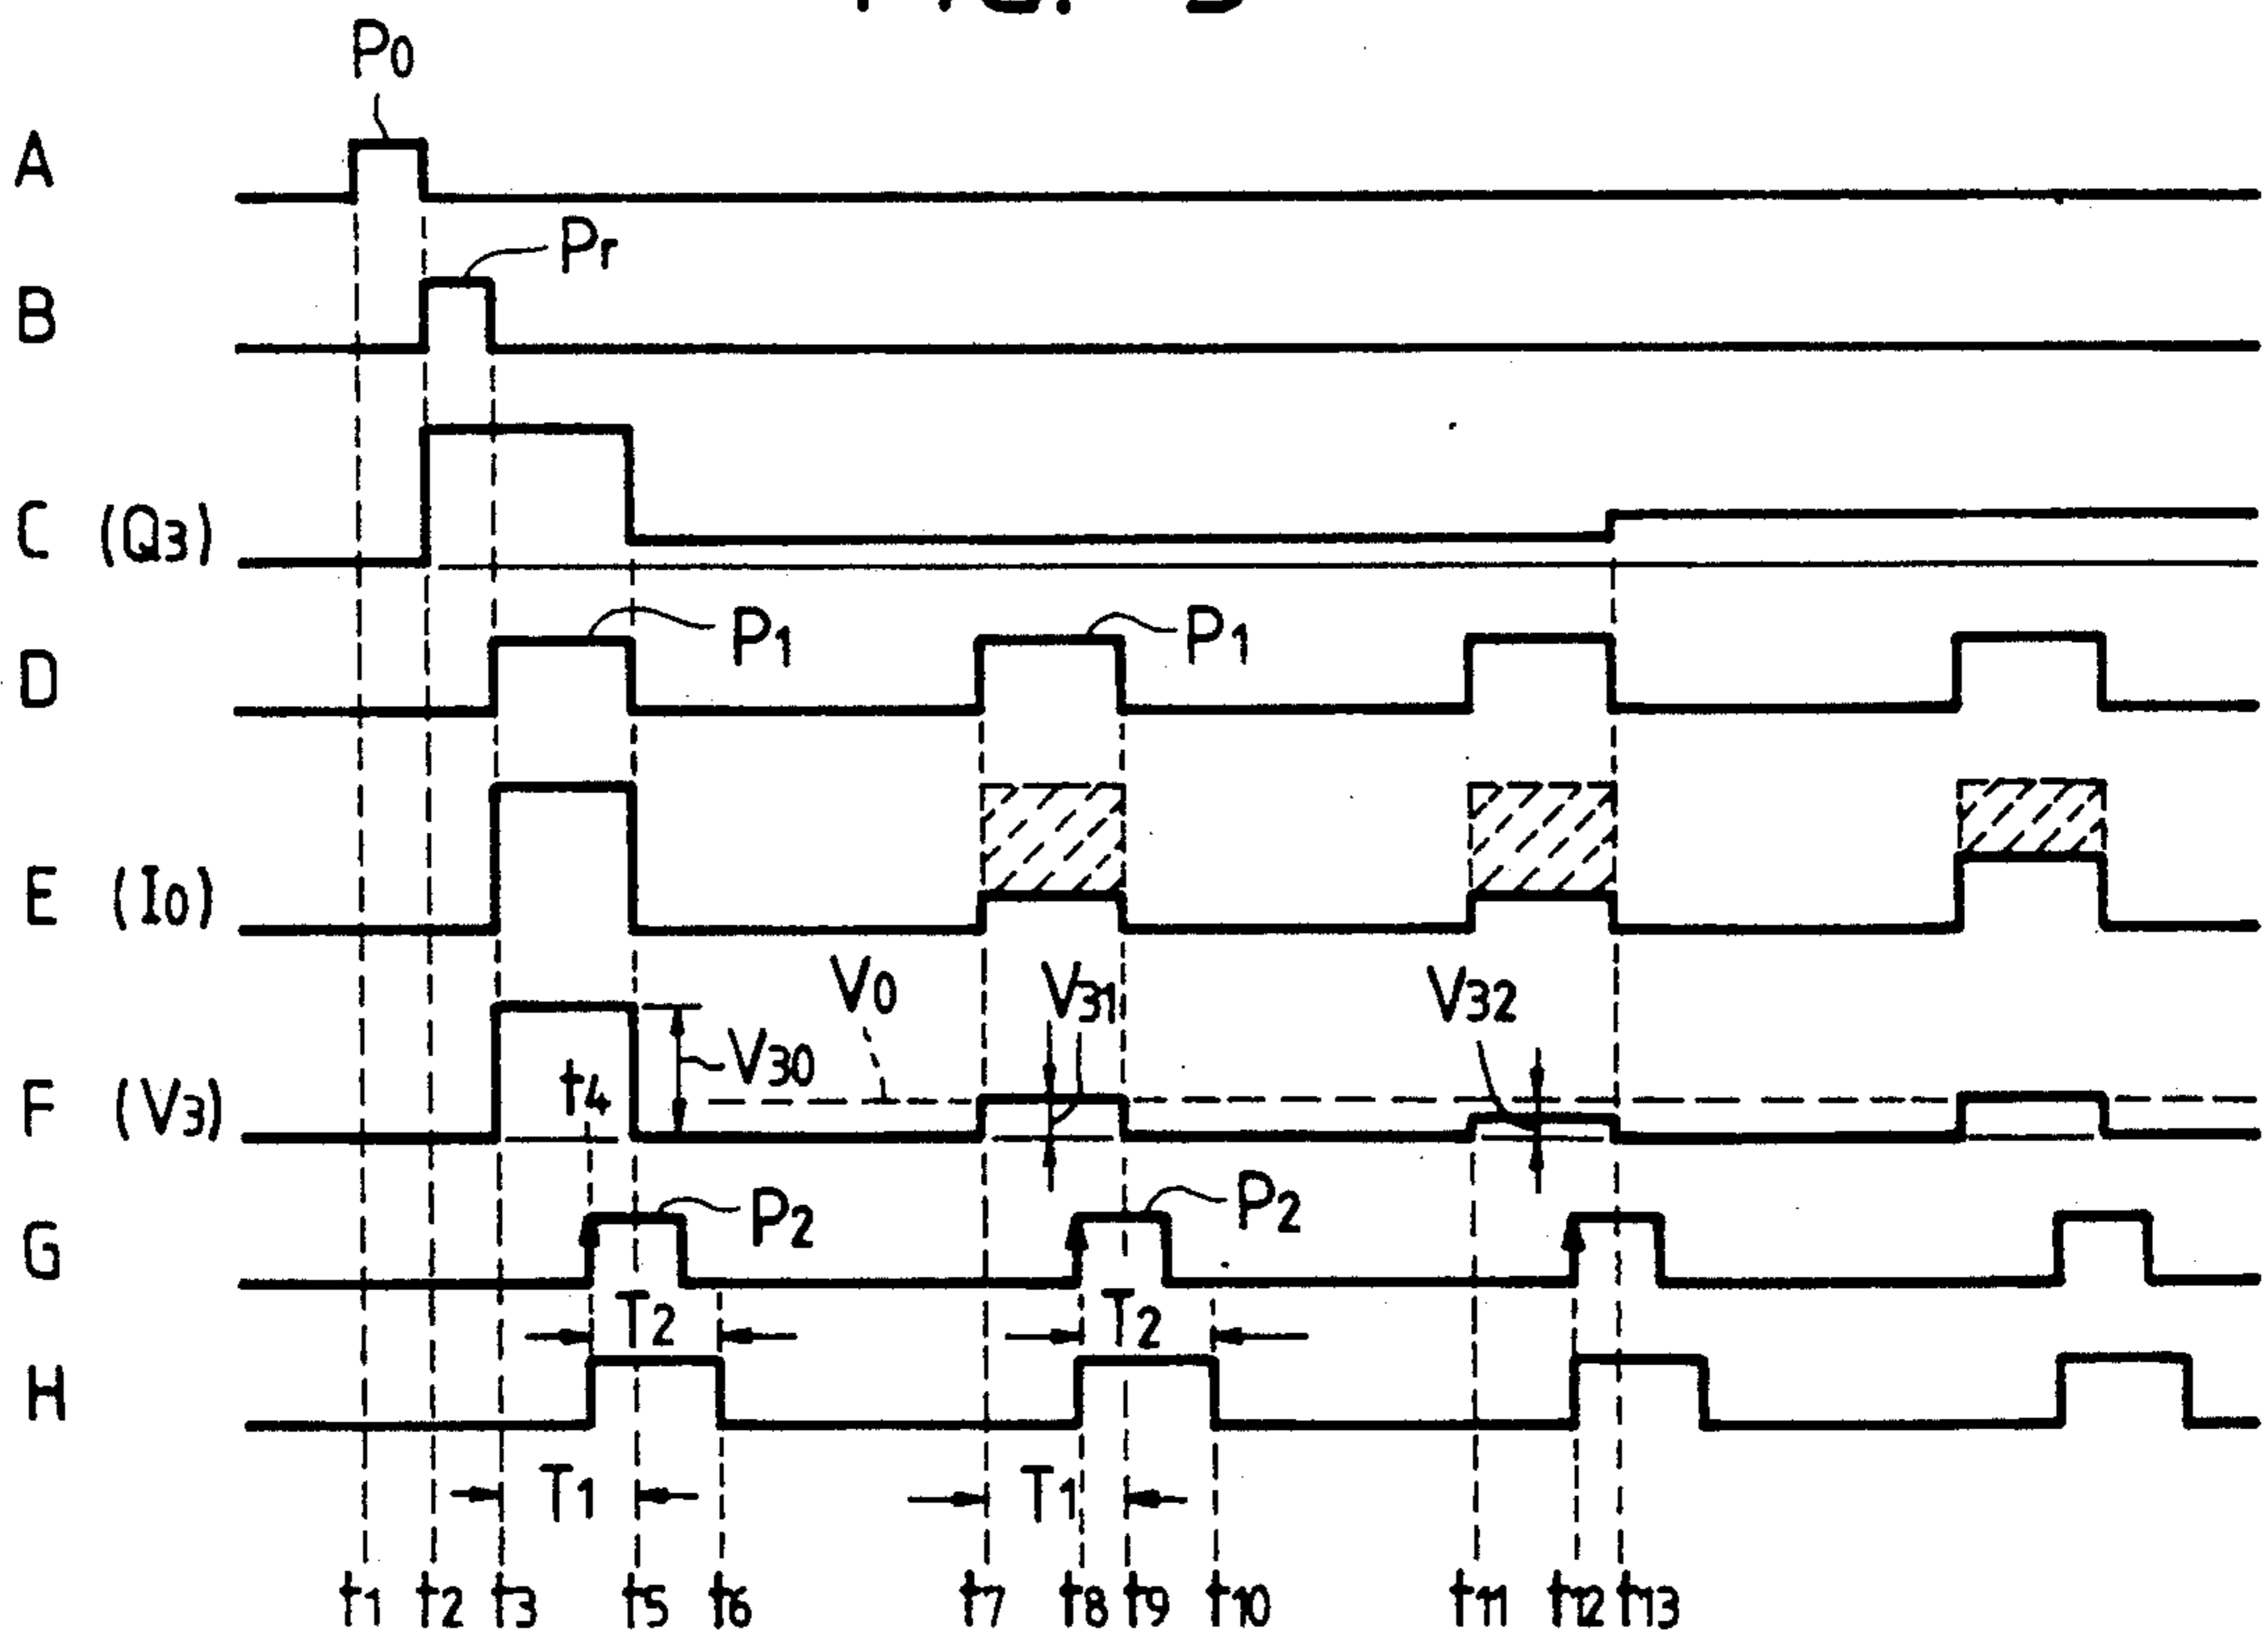 P0
A
Pr
B
C (Q3)
D P1 P1
E (I0)
V0 V31 V32
F (V3) t4 V30
G P2 P2
T2 T2
H
T1 T1
t1 t2 t3 t5 t6 t7 t8 t9 t10 t11 t12 t13